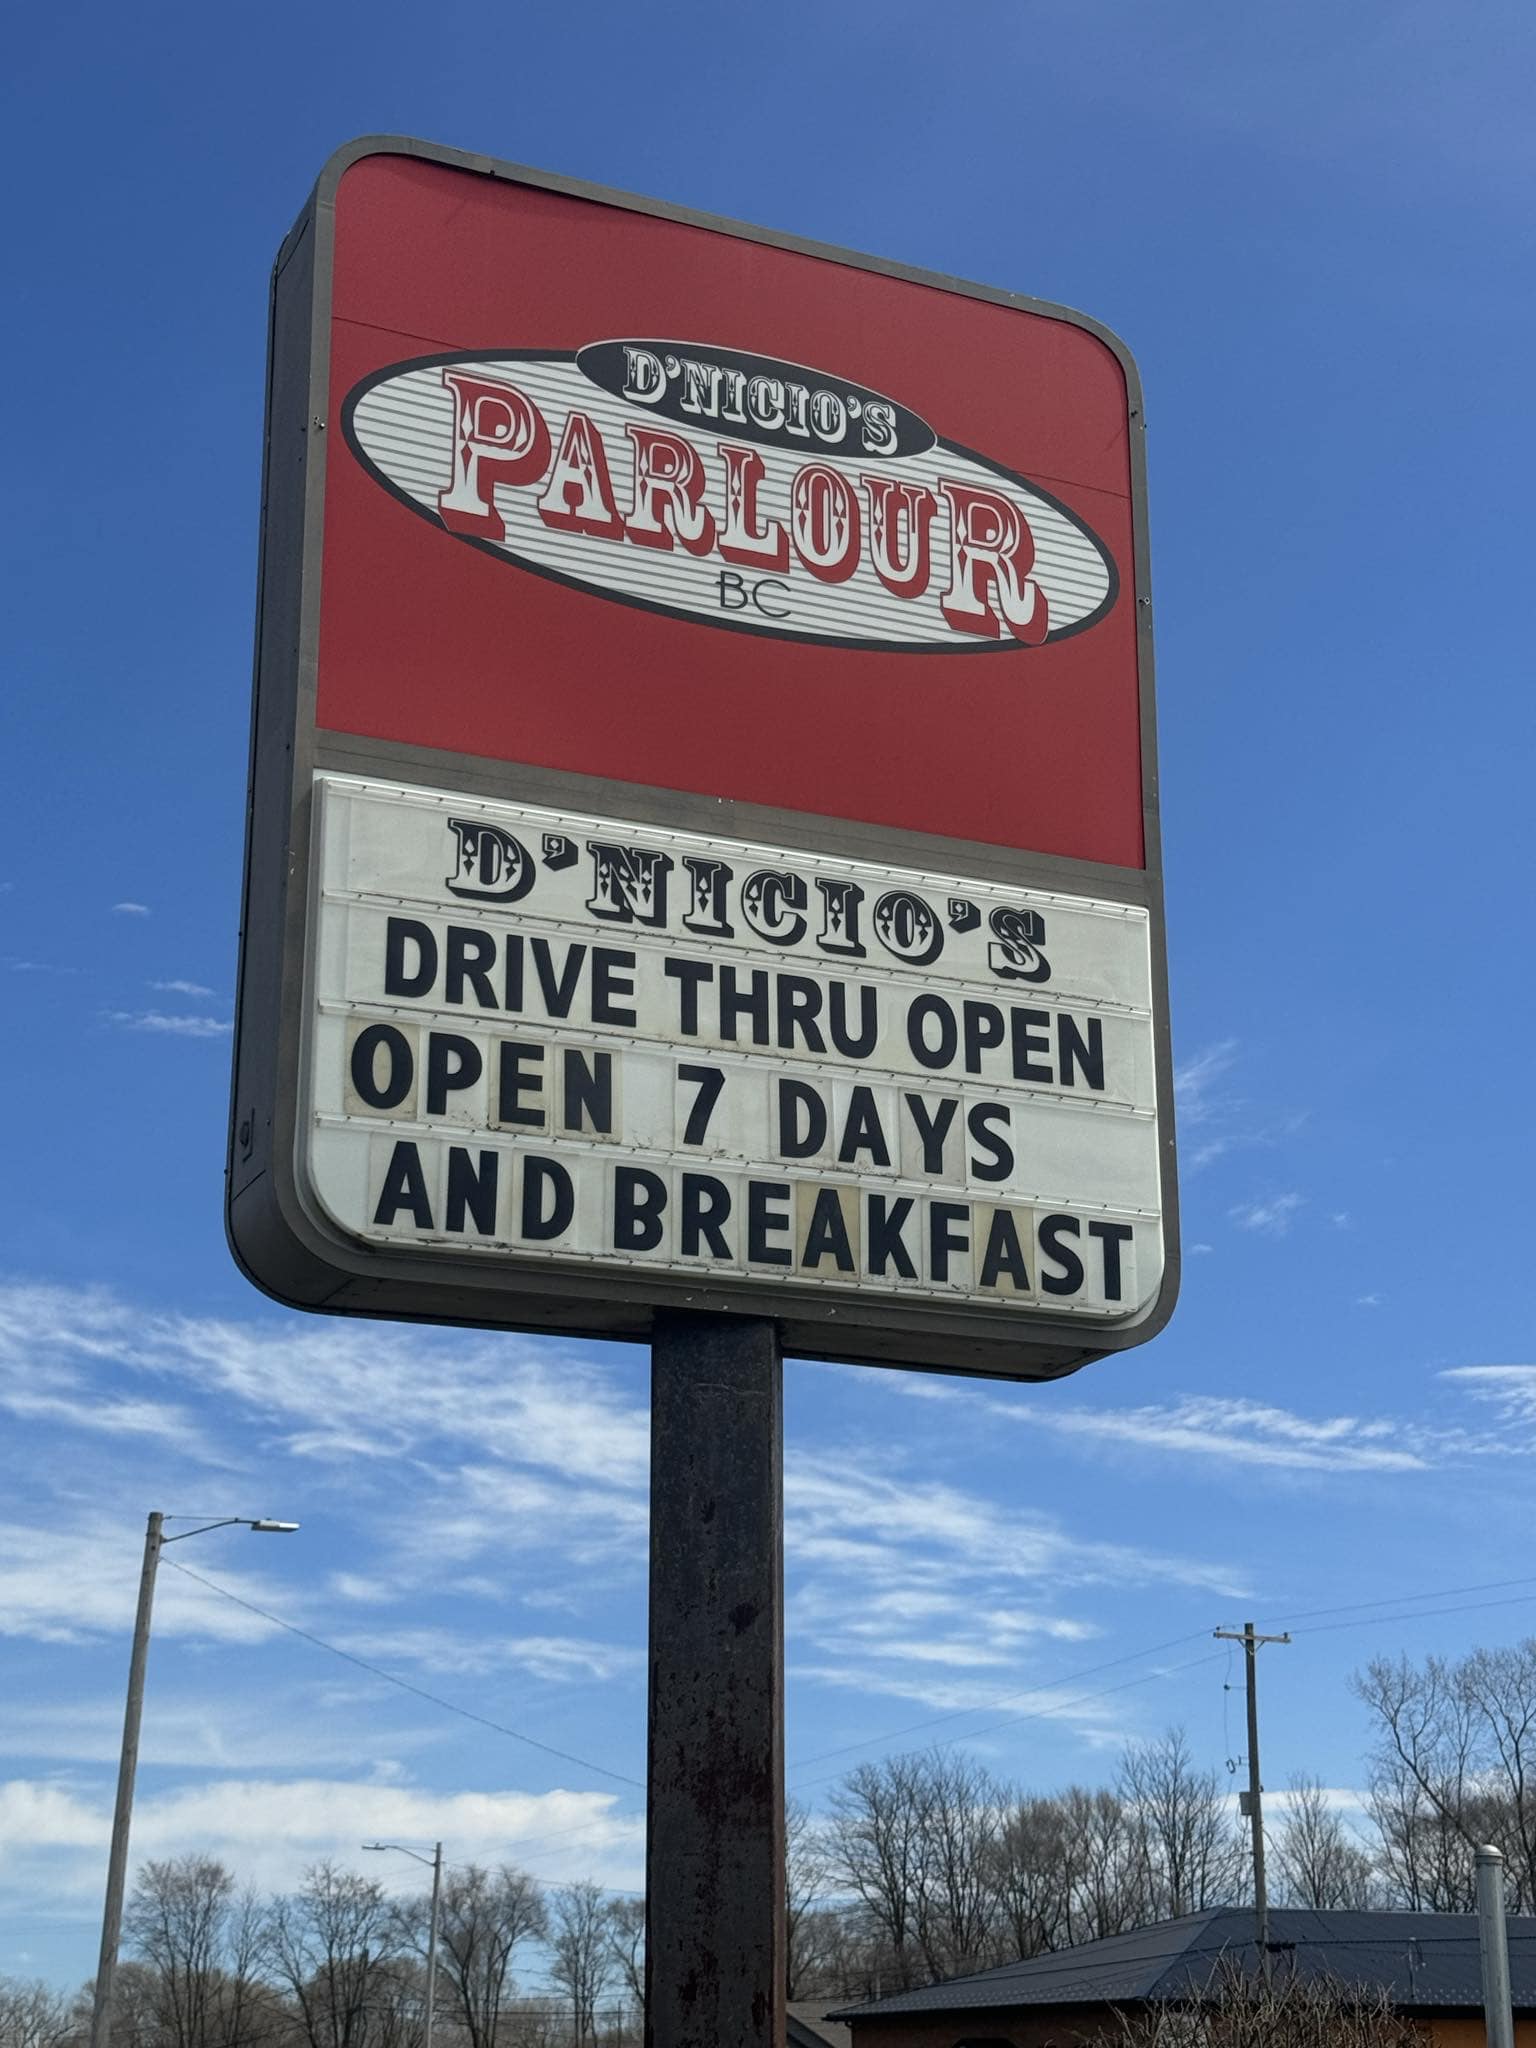 D'NICIO'S
PARLOUR
BC
D'NICIO'S
DRIVE THRU OPEN
OPEN 7 DAYS
AND BREAKFAST